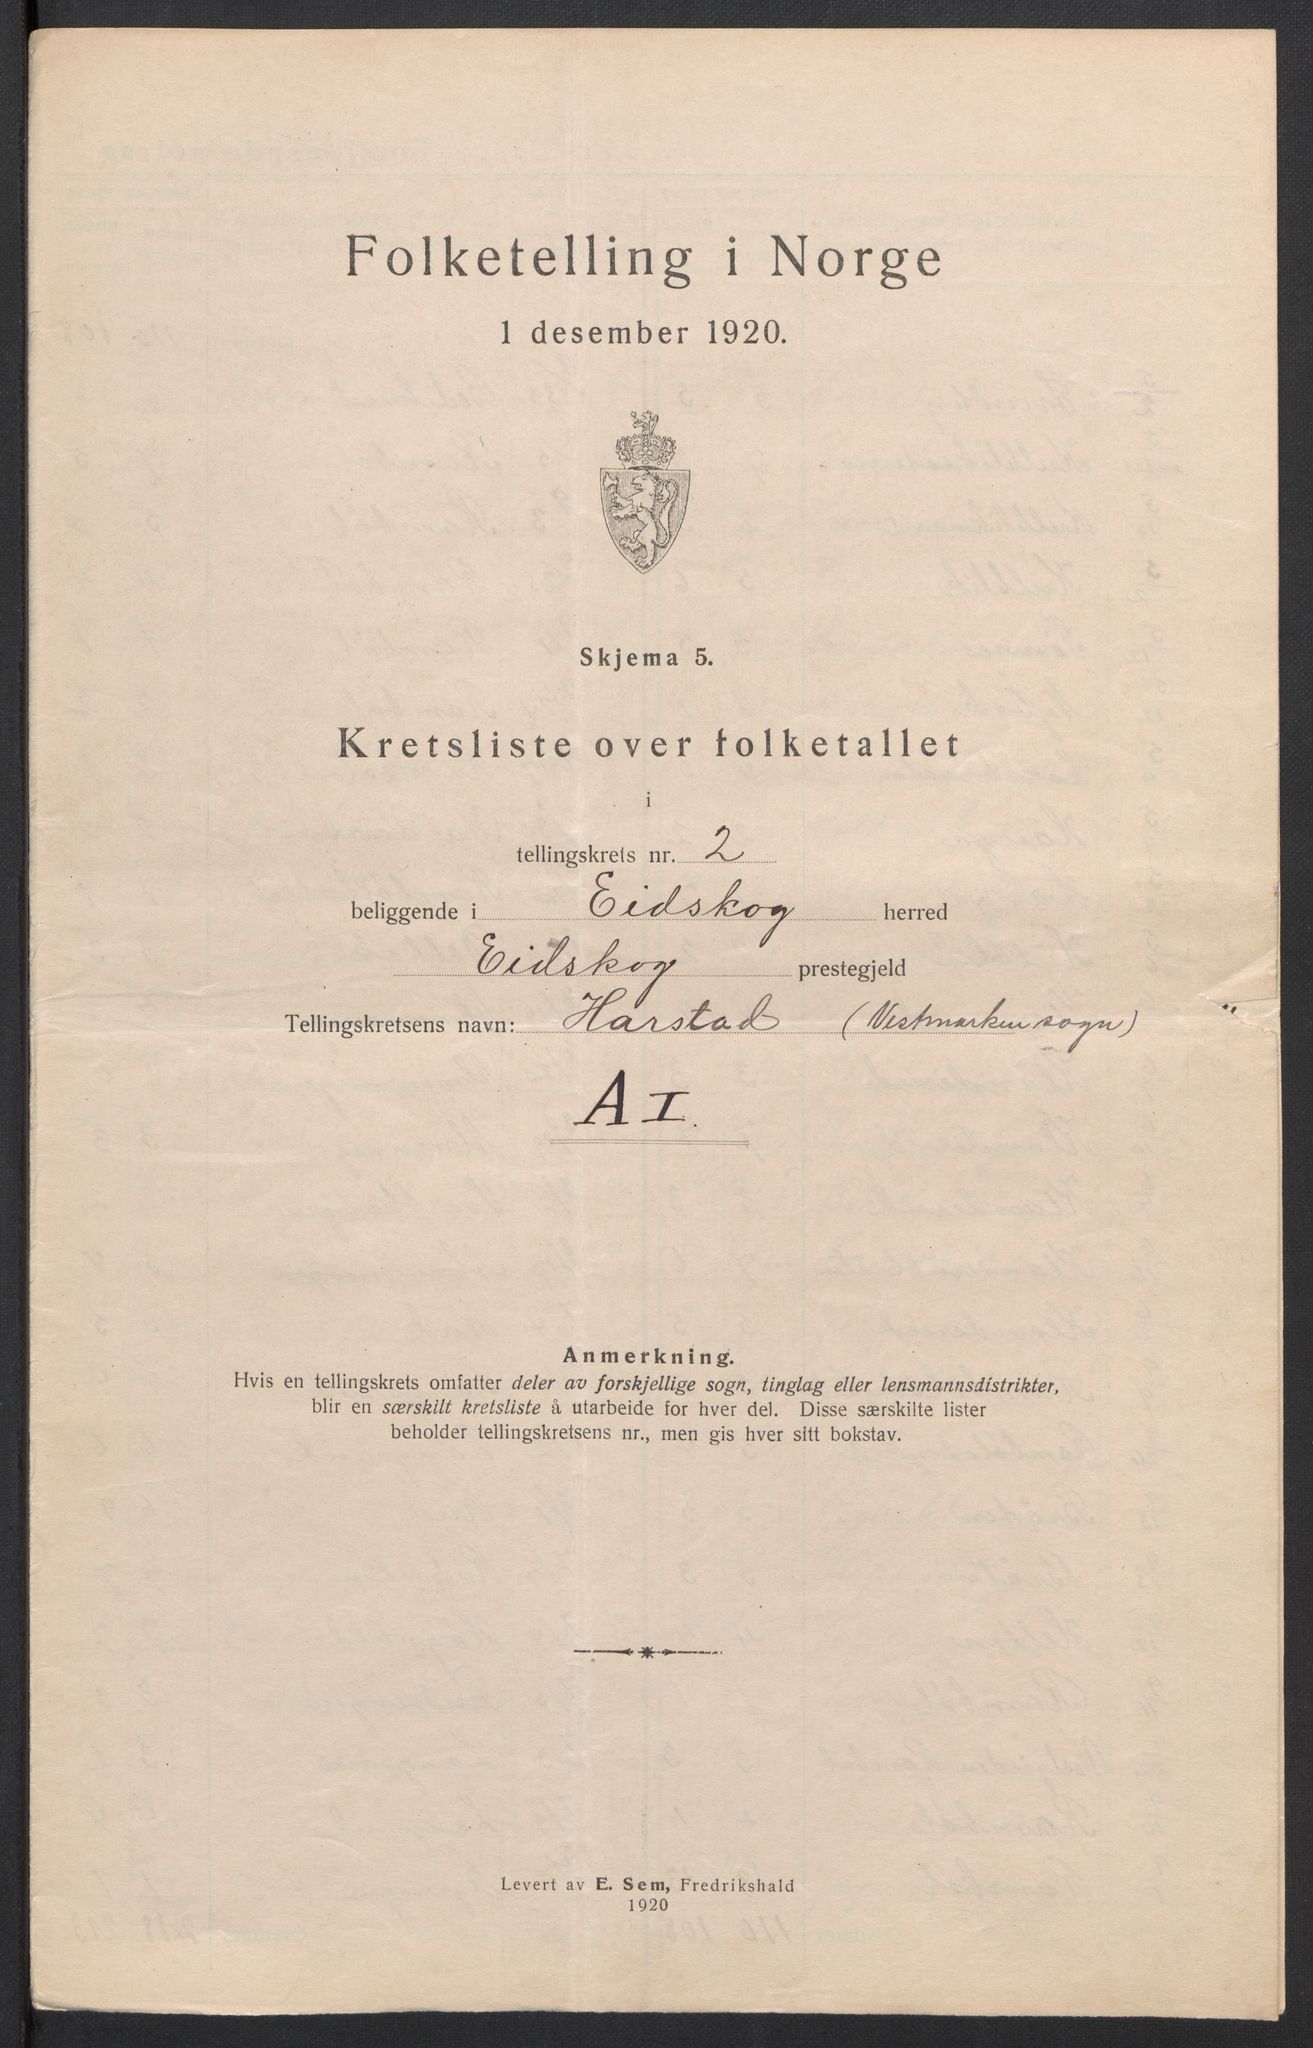 Folketelling i Norge
1 desember 1920.
Skjema 5.
Kretsliste over folketallet
i
tellingskrets nr. 2
beliggende i Eidskog herred
Eidskog prestegjeld
Tellingskretsens navn: Harstad (Vestmarken sogn)
A I.
Anmerkning.
Hvis en tellingskrets omfatter deler av forskjellige sogn, tinglag eller lensmannsdistrikter,
blir en særskilt kretsliste å utarbeide for hver del. Disse særskilte lister
beholder tellingskretsens nr., men gis hver sitt bokstav.
Levert av E. Sem, Fredrikshald
1920